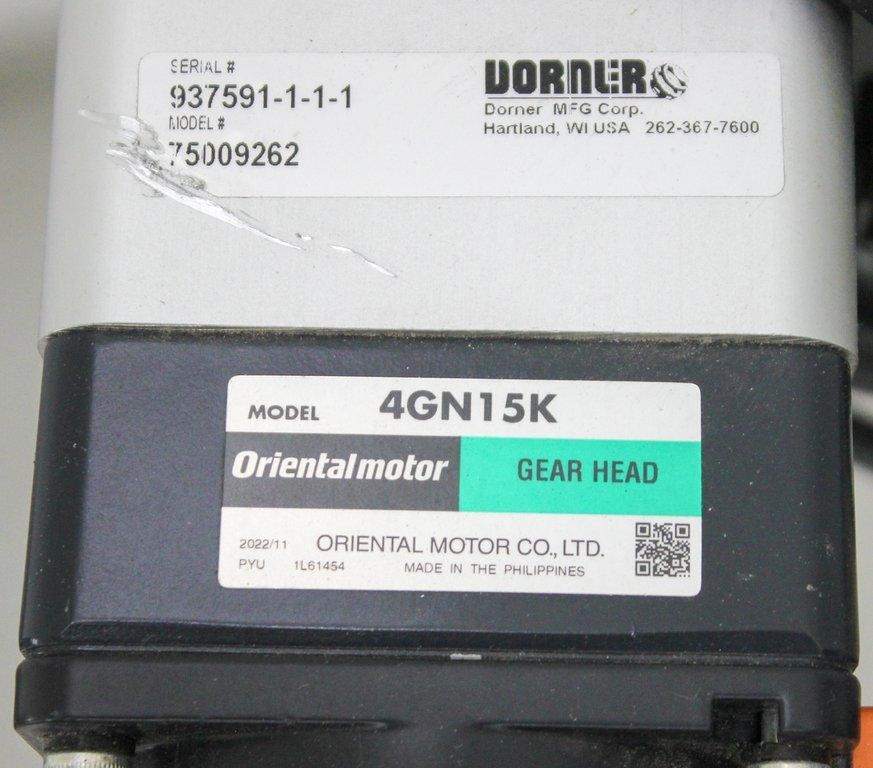 SERIAL #
937591-1-1-1
MODEL #
75009262
DORNER
Dorner MFG Corp.
Hartland, WI USA 262-367-7600
MODEL 4GN15K
Orientalmotor
GEAR HEAD
2022/11 ORIENTAL MOTOR CO., LTD.
PYU 1L61454 MADE IN THE PHILIPPINES